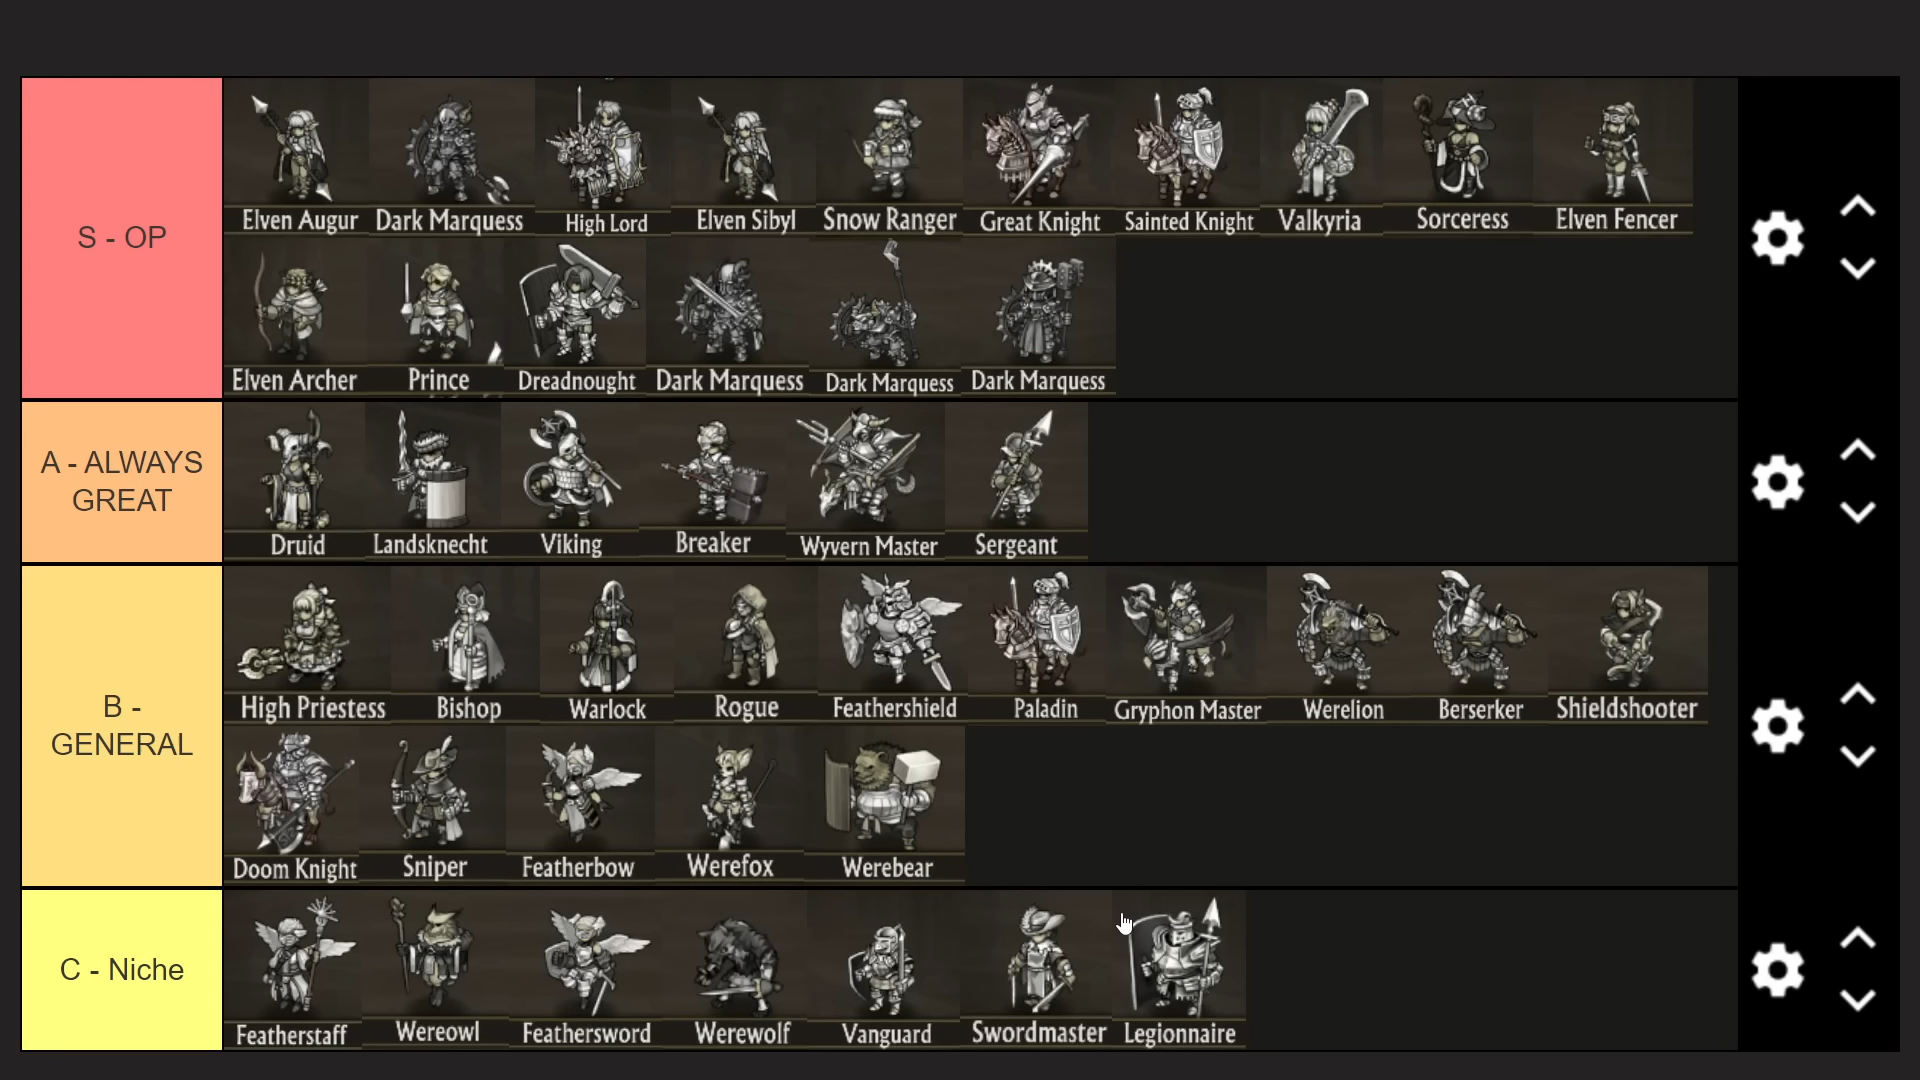 S - OP
Elven Augur
Dark Marquess
High Lord
Elven Sibyl
Snow Ranger
Great Knight
Sainted Knight
Valkyria
Sorceress
Elven Fencer
Elven Archer
Prince
Dreadnought
Dark Marquess
Dark Marquess
Dark Marquess
A - ALWAYS
GREAT
Druid
Landsknecht
Viking
Breaker
Wyvern Master
Sergeant
B -
GENERAL
High Priestess
Bishop
Warlock
Rogue
Feathershield
Paladin
Gryphon Master
Werelion
Berserker
Shieldshooter
Doom Knight
Sniper
Featherbow
Werefox
Werebear
C - Niche
Featherstaff
Wereowl
Feathersword
Werewolf
Vanguard
Swordmaster
Legionnaire